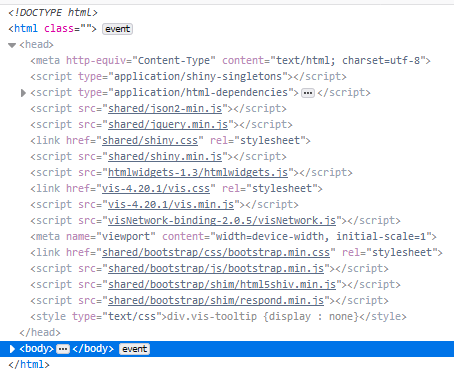 <!DOCTYPE html>
<html class=""> event
<head>
<meta http-equiv="Content-Type" content="text/html; charset=utf-8">
<script type="application/shiny-singletons"></script>
<script type="application/html-dependencies"> ••• </script>
<script src="shared/json2-min.js"></script>
<script src="shared/jquery.min.js"></script>
<link href="shared/shiny.css" rel="stylesheet">
<script src="shared/shiny.min.js"></script>
<script src="htmlwidgets-1.3/htmlwidgets.js"></script>
<link href="vis-4.20.1/vis.css" rel="stylesheet">
<script src="vis-4.20.1/vis.min.js"></script>
<script src="visNetwork-binding-2.0.5/visNetwork.js"></script>
<meta name="viewport" content="width=device-width, initial-scale=1">
<link href="shared/bootstrap/css/bootstrap.min.css" rel="stylesheet">
<script src="shared/bootstrap/js/bootstrap.min.js"></script>
<script src="shared/bootstrap/shim/html5shiv.min.js"></script>
<script src="shared/bootstrap/shim/respond.min.js"></script>
<style type="text/css">div.vis-tooltip {display : none}</style>
</head>
<body> ••• </body> event
</html>